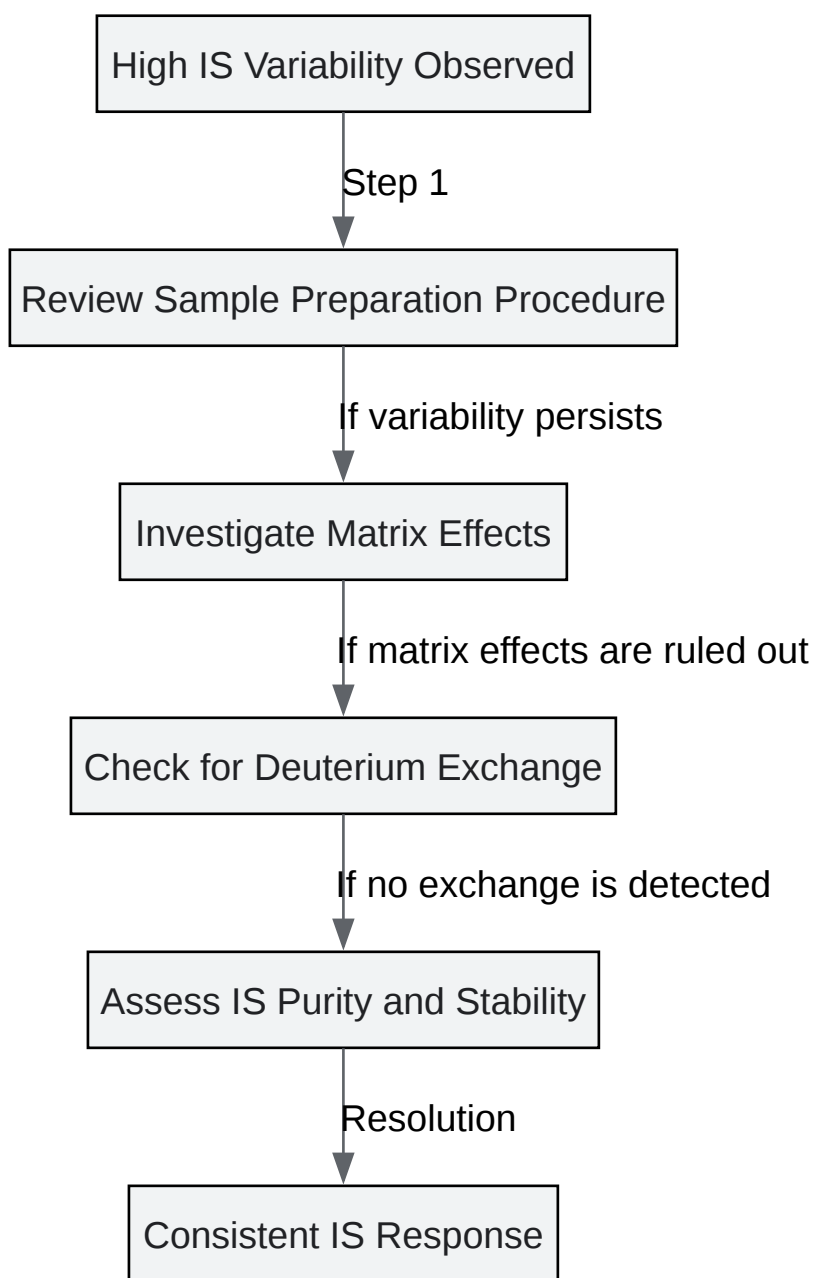 High IS Variability Observed
Step 1
Review Sample Preparation Procedure
If variability persists
Investigate Matrix Effects
If matrix effects are ruled out
Check for Deuterium Exchange
If no exchange is detected
Assess IS Purity and Stability
Resolution
Consistent IS Response